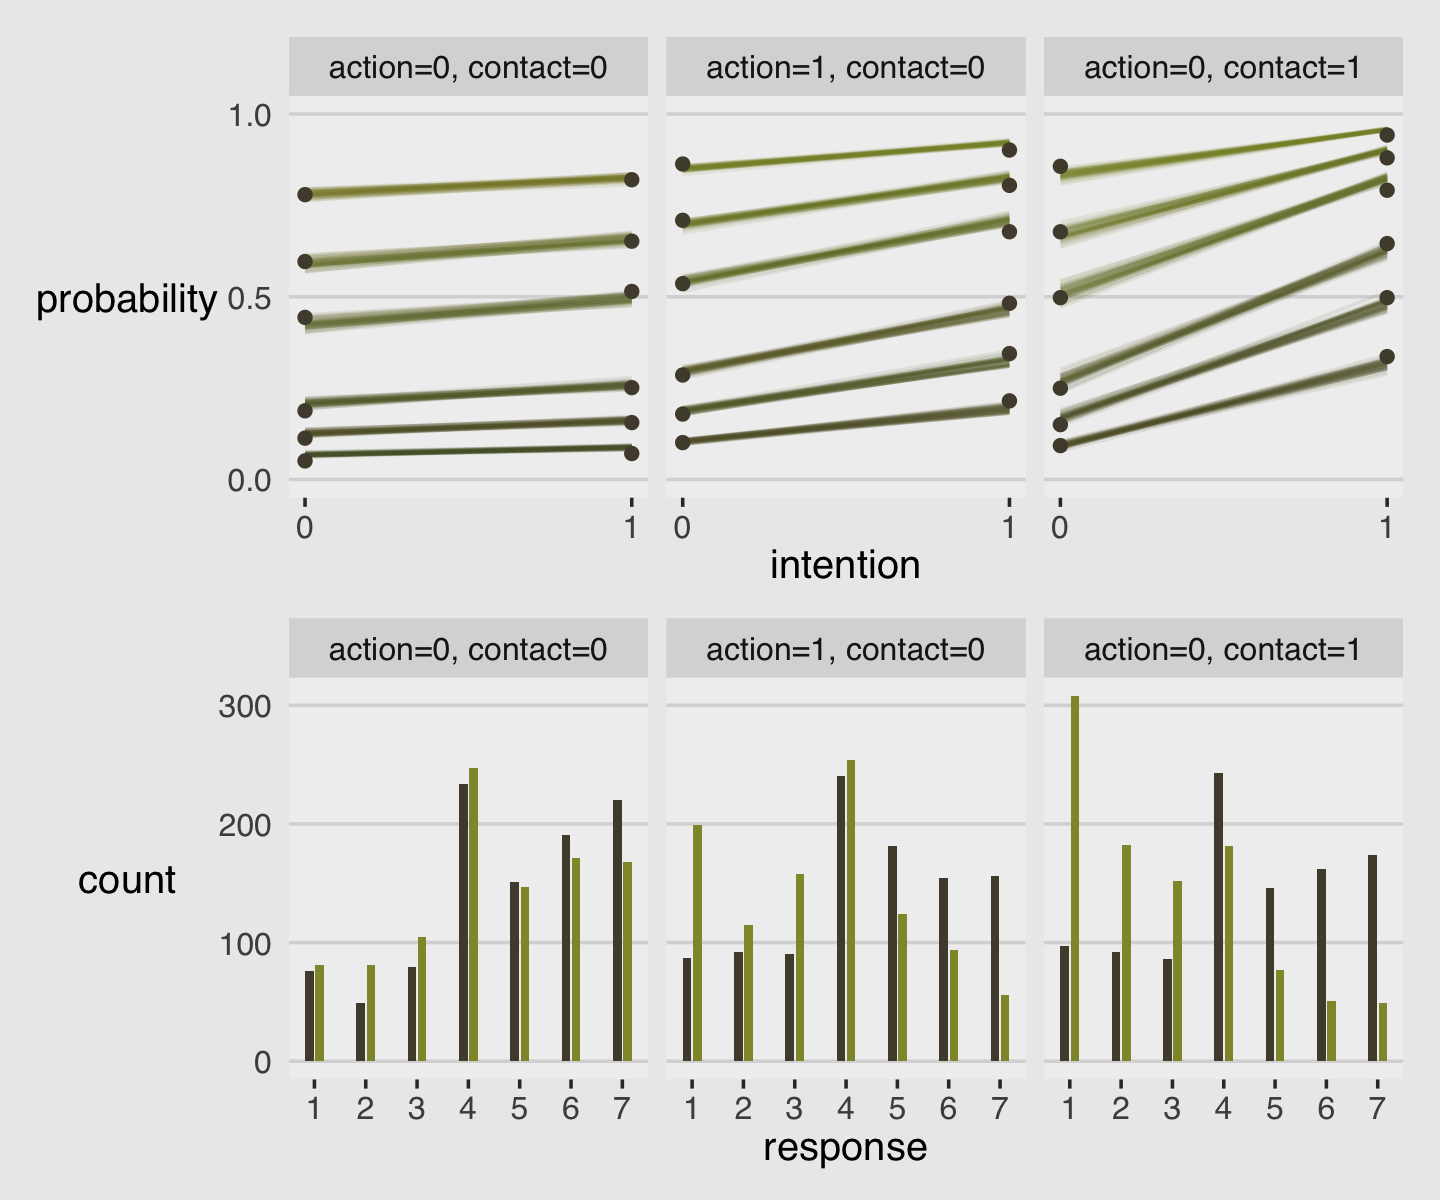 action=0, contact=0 action=1, contact=0 action=0, contact=1
1.0
probability 0.5
0.0
0 1 0 1 0 1
intention
action=0, contact=0 action=1, contact=0 action=0, contact=1
300
200
count
100
0
1 2 3 4 5 6 7 1 2 3 4 5 6 7 1 2 3 4 5 6 7
response